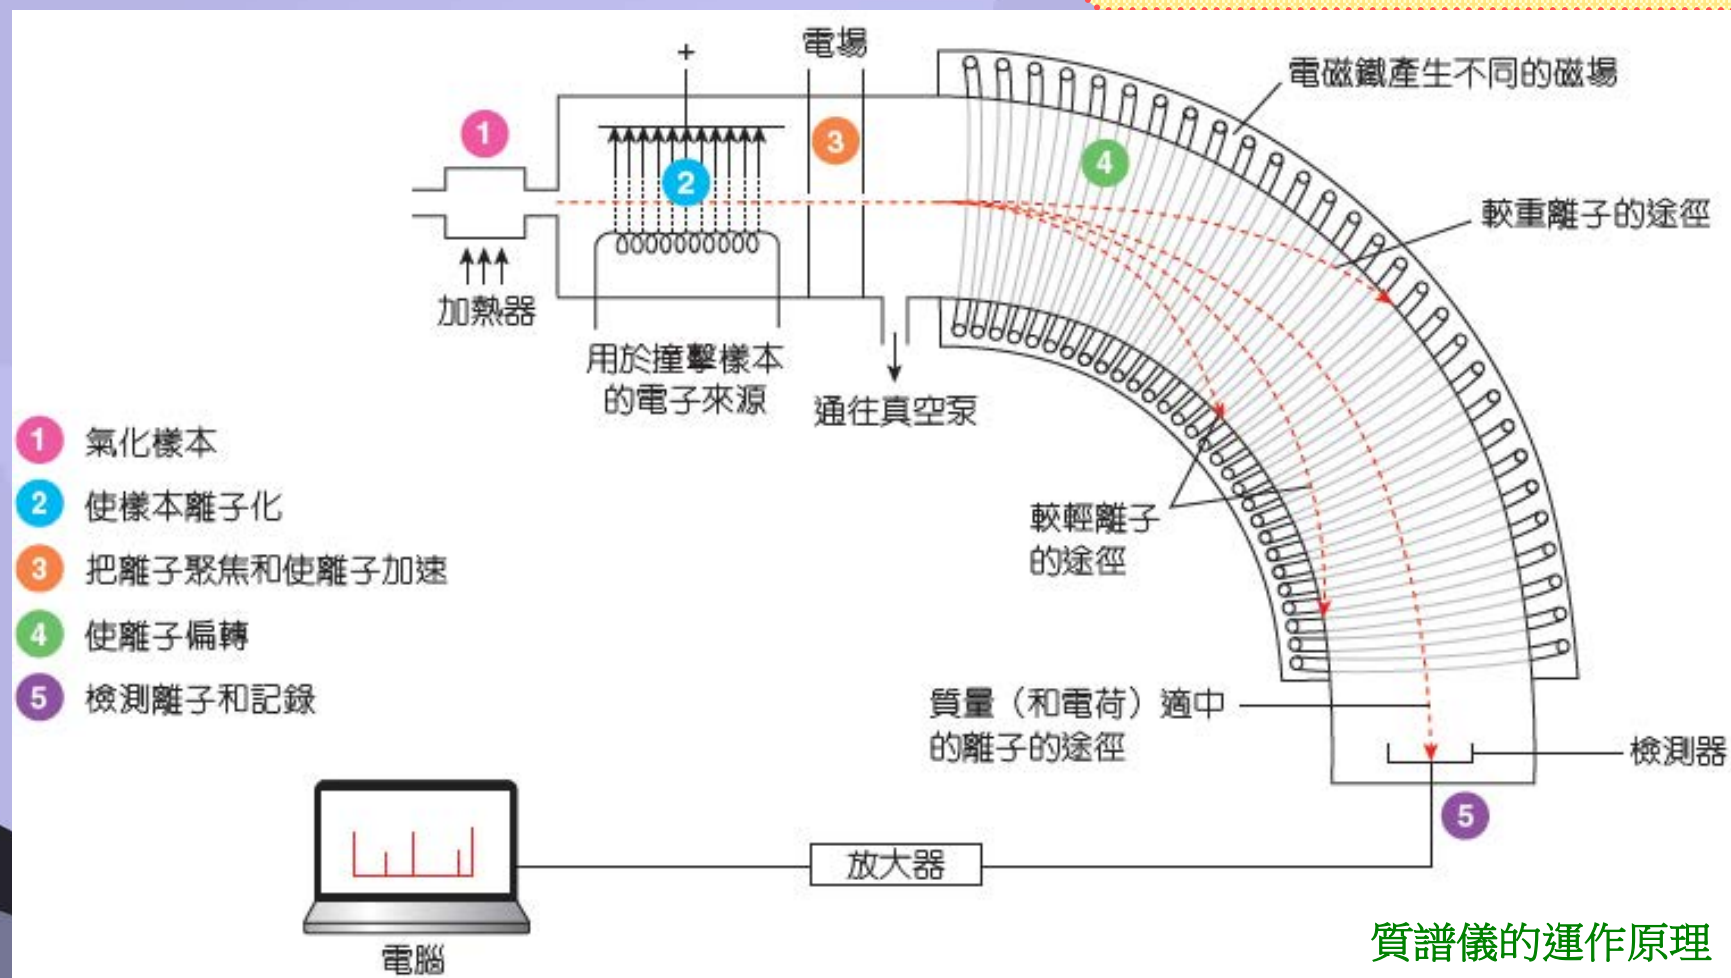 電場
+
電磁鐵產生不同的磁場
1
3
4
2
較重離子的途徑
加熱器
用於撞擊樣本
的電子來源
通往真空泵
1 氣化樣本
2 使樣本離子化
3 把離子聚焦和使離子加速
4 使離子偏轉
5 檢測離子和記錄
較輕離子
的途徑
質量（和電荷）適中
的離子的途徑
檢測器
5
放大器
電腦
質譜儀的運作原理